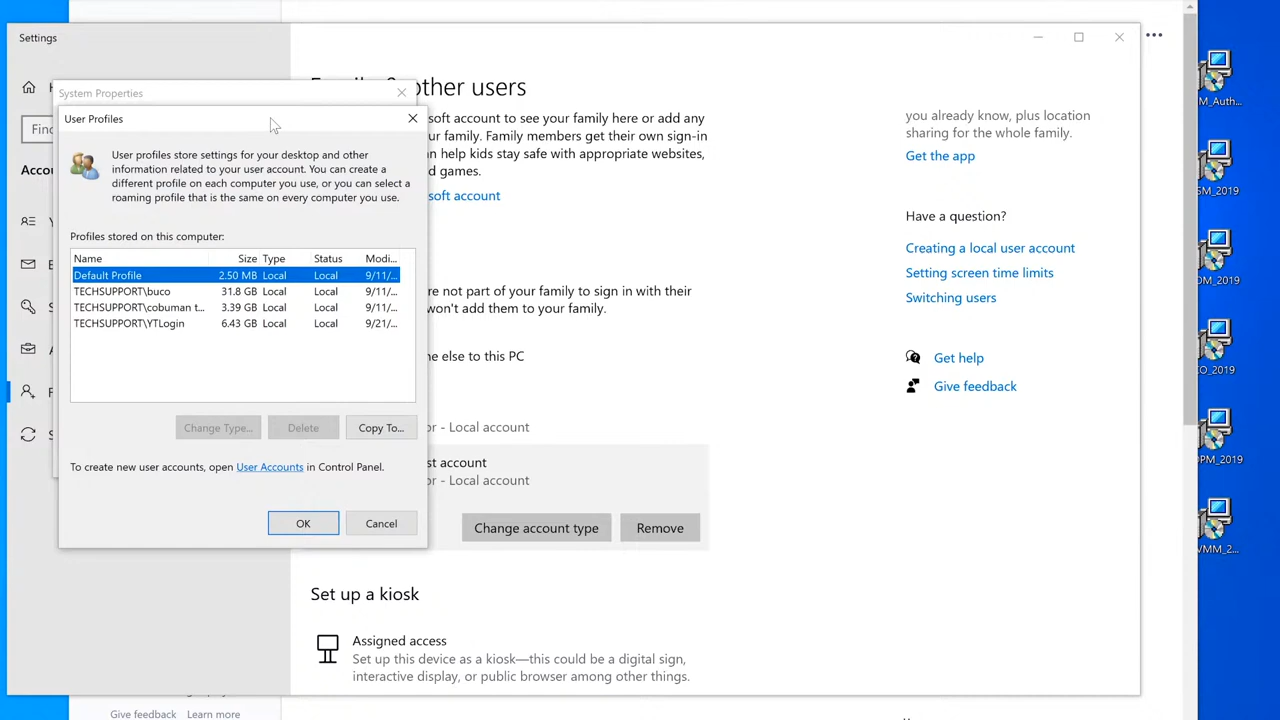 Settings
System Properties
User Profiles
User profiles store settings for your desktop and other
information related to your user account. You can create a
different profile on each computer you use, or you can select a
roaming profile that is the same on every computer you use.
Profiles stored on this computer:
Name Size Type Status Modi...
Default Profile 2.50 MB Local Local 9/11/...
TECHSUPPORT\buco 31.8 GB Local Local 9/11/...
TECHSUPPORT\cobuman t... 3.39 GB Local Local 9/11/...
TECHSUPPORT\YTLogin 6.43 GB Local Local 9/21/...
Change Type... Delete Copy To...
To create new user accounts, open User Accounts in Control Panel.
OK Cancel
Find
Accou
other users
soft account to see your family here or add any
ur family. Family members get their own sign-in
n help kids stay safe with appropriate websites,
d games.
soft account
re not part of your family to sign in with their
won't add them to your family.
ne else to this PC
or - Local account
st account
or - Local account
Change account type Remove
Set up a kiosk
Assigned access
Set up this device as a kiosk—this could be a digital sign,
interactive display, or public browser among other things.
you already know, plus location
sharing for the whole family.
Get the app
Have a question?
Creating a local user account
Setting screen time limits
Switching users
Get help
Give feedback
M_Auth...
SM_2019
OM_2019
CO_2019
DPM_2019
VMM_2...
Give feedback Learn more